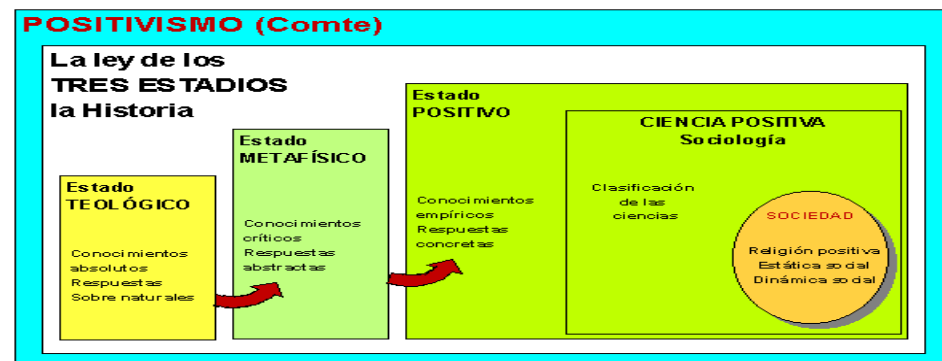 POSITIVISMO (Comte)
La ley de los
TRES ESTADIOS
la Historia
Estado
TEOLÓGICO
Conocimientos
absolutos
Respuestas
Sobre naturales
Estado
METAFÍSICO
Conocimientos
críticos
Respuestas
abstractas
Estado
POSITIVO
Conocimientos
empíricos
Respuestas
concretas
CIENCIA POSITIVA
Sociología
Clasificación
de las
ciencias
SOCIEDAD
Religión positiva
Estática social
Dinámica social